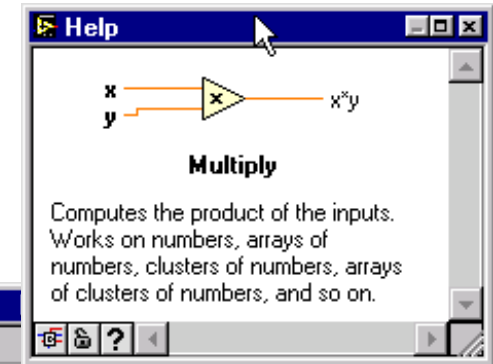 Help
x
x
x*y
y
Multiply
Computes the product of the inputs.
Works on numbers, arrays of
numbers, clusters of numbers, arrays
of clusters of numbers, and so on.
?